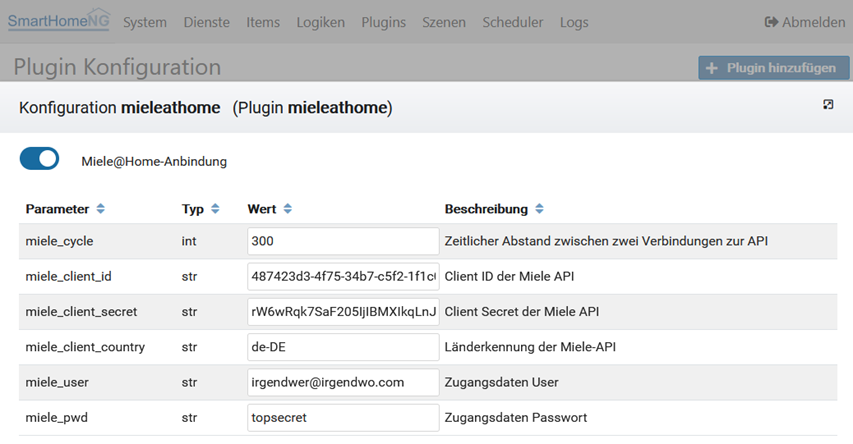 SmartHomeNG System Dienste Items Logiken Plugins Szenen Scheduler Logs Abmelden
Plugin Konfiguration Plugin hinzufügen
Konfiguration mieleathome (Plugin mieleathome)
Miele@Home-Anbindung
Parameter Typ Wert Beschreibung
miele_cycle int 300 Zeitlicher Abstand zwischen zwei Verbindungen zur API
miele_client_id str 487423d3-4f75-34b7-c5f2-1f1c Client ID der Miele API
miele_client_secret str rW6wRqk7SaF205IjIBMXIkqLnJ Client Secret der Miele API
miele_client_country str de-DE Länderkennung der Miele-API
miele_user str irgendwer@irgendwo.com Zugangsdaten User
miele_pwd str topsecret Zugangsdaten Passwort